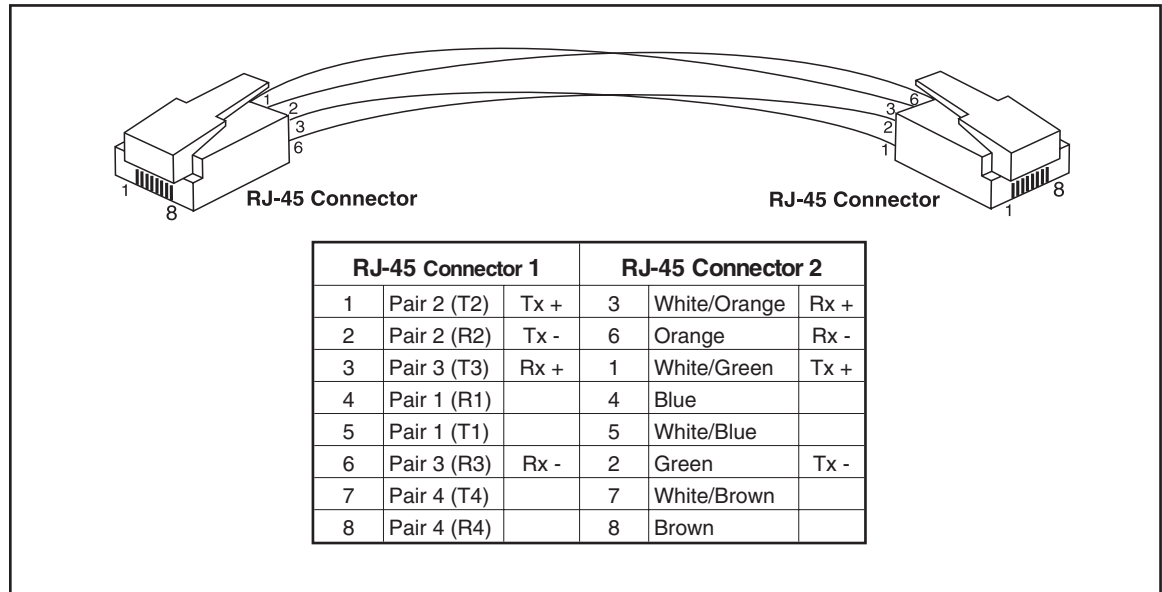 1
2
3
6
6
3
2
1
1
8
RJ-45 Connector
RJ-45 Connector
1
8
RJ-45 Connector 1 RJ-45 Connector 2
1 Pair 2 (T2) Tx + 3 White/Orange Rx +
2 Pair 2 (R2) Tx - 6 Orange Rx -
3 Pair 3 (T3) Rx + 1 White/Green Tx +
4 Pair 1 (R1) 4 Blue
5 Pair 1 (T1) 5 White/Blue
6 Pair 3 (R3) Rx - 2 Green Tx -
7 Pair 4 (T4) 7 White/Brown
8 Pair 4 (R4) 8 Brown